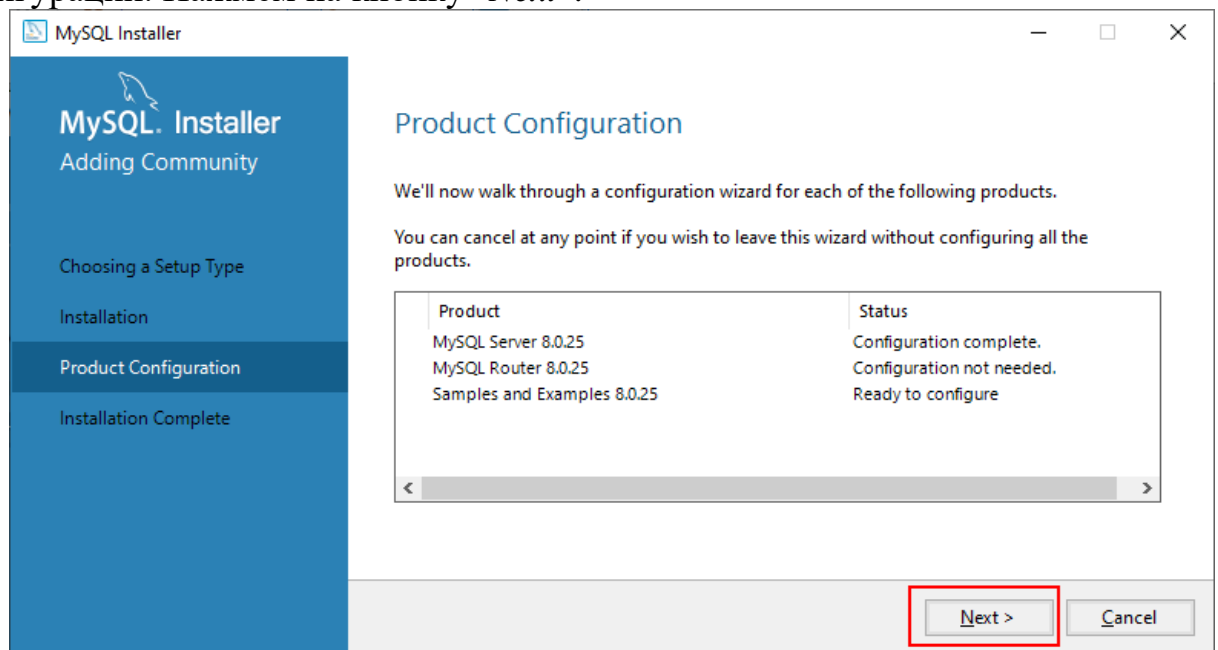 MySQL Installer
MySQL. Installer
Adding Community
Choosing a Setup Type
Installation
Product Configuration
Installation Complete
Product Configuration
We'll now walk through a configuration wizard for each of the following products.
You can cancel at any point if you wish to leave this wizard without configuring all the
products.
Product Status
MySQL Server 8.0.25 Configuration complete.
MySQL Router 8.0.25 Configuration not needed.
Samples and Examples 8.0.25 Ready to configure
Next > Cancel